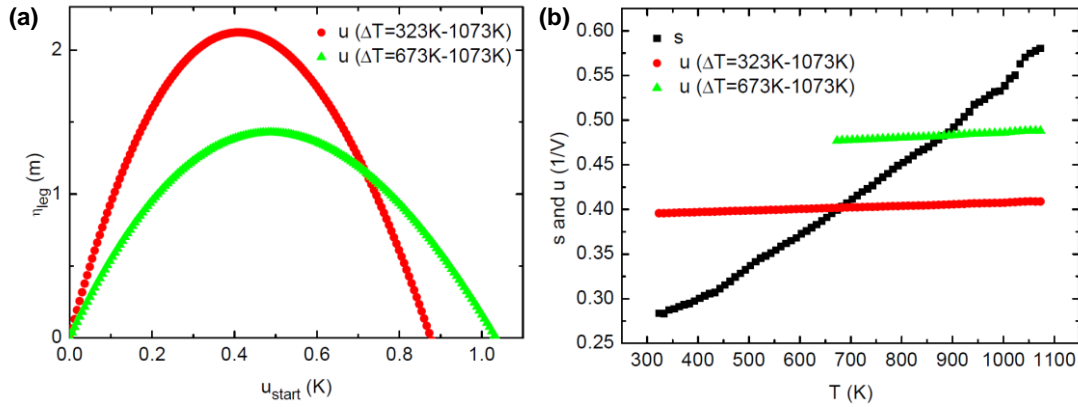 (a)
u (ΔT=323K-1073K)
u (ΔT=673K-1073K)
2
1
0
0.0 0.2 0.4 0.6 0.8 1.0
η_leg (m)
u_start (K)
(b)
s
u (ΔT=323K-1073K)
u (ΔT=673K-1073K)
0.60
0.55
0.50
0.45
0.40
0.35
0.30
0.25
300 400 500 600 700 800 900 1000 1100
s and u (1/V)
T (K)